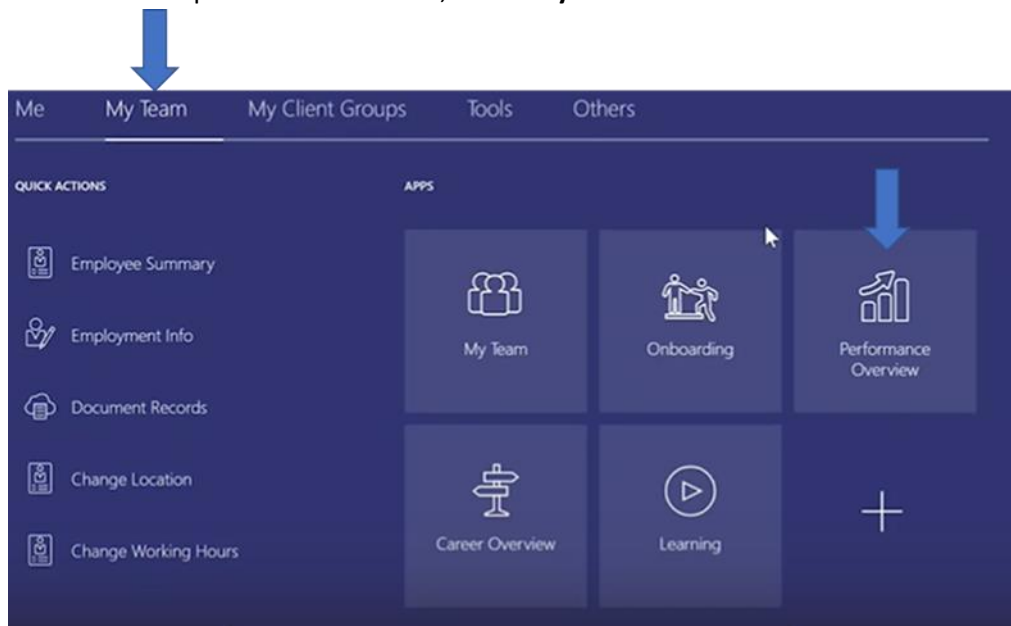 Me My Team My Client Groups Tools Others
QUICK ACTIONS
Employee Summary
Employment Info
Document Records
Change Location
Change Working Hours
APPS
My Team
Onboarding
Performance
Overview
Career Overview
Learning